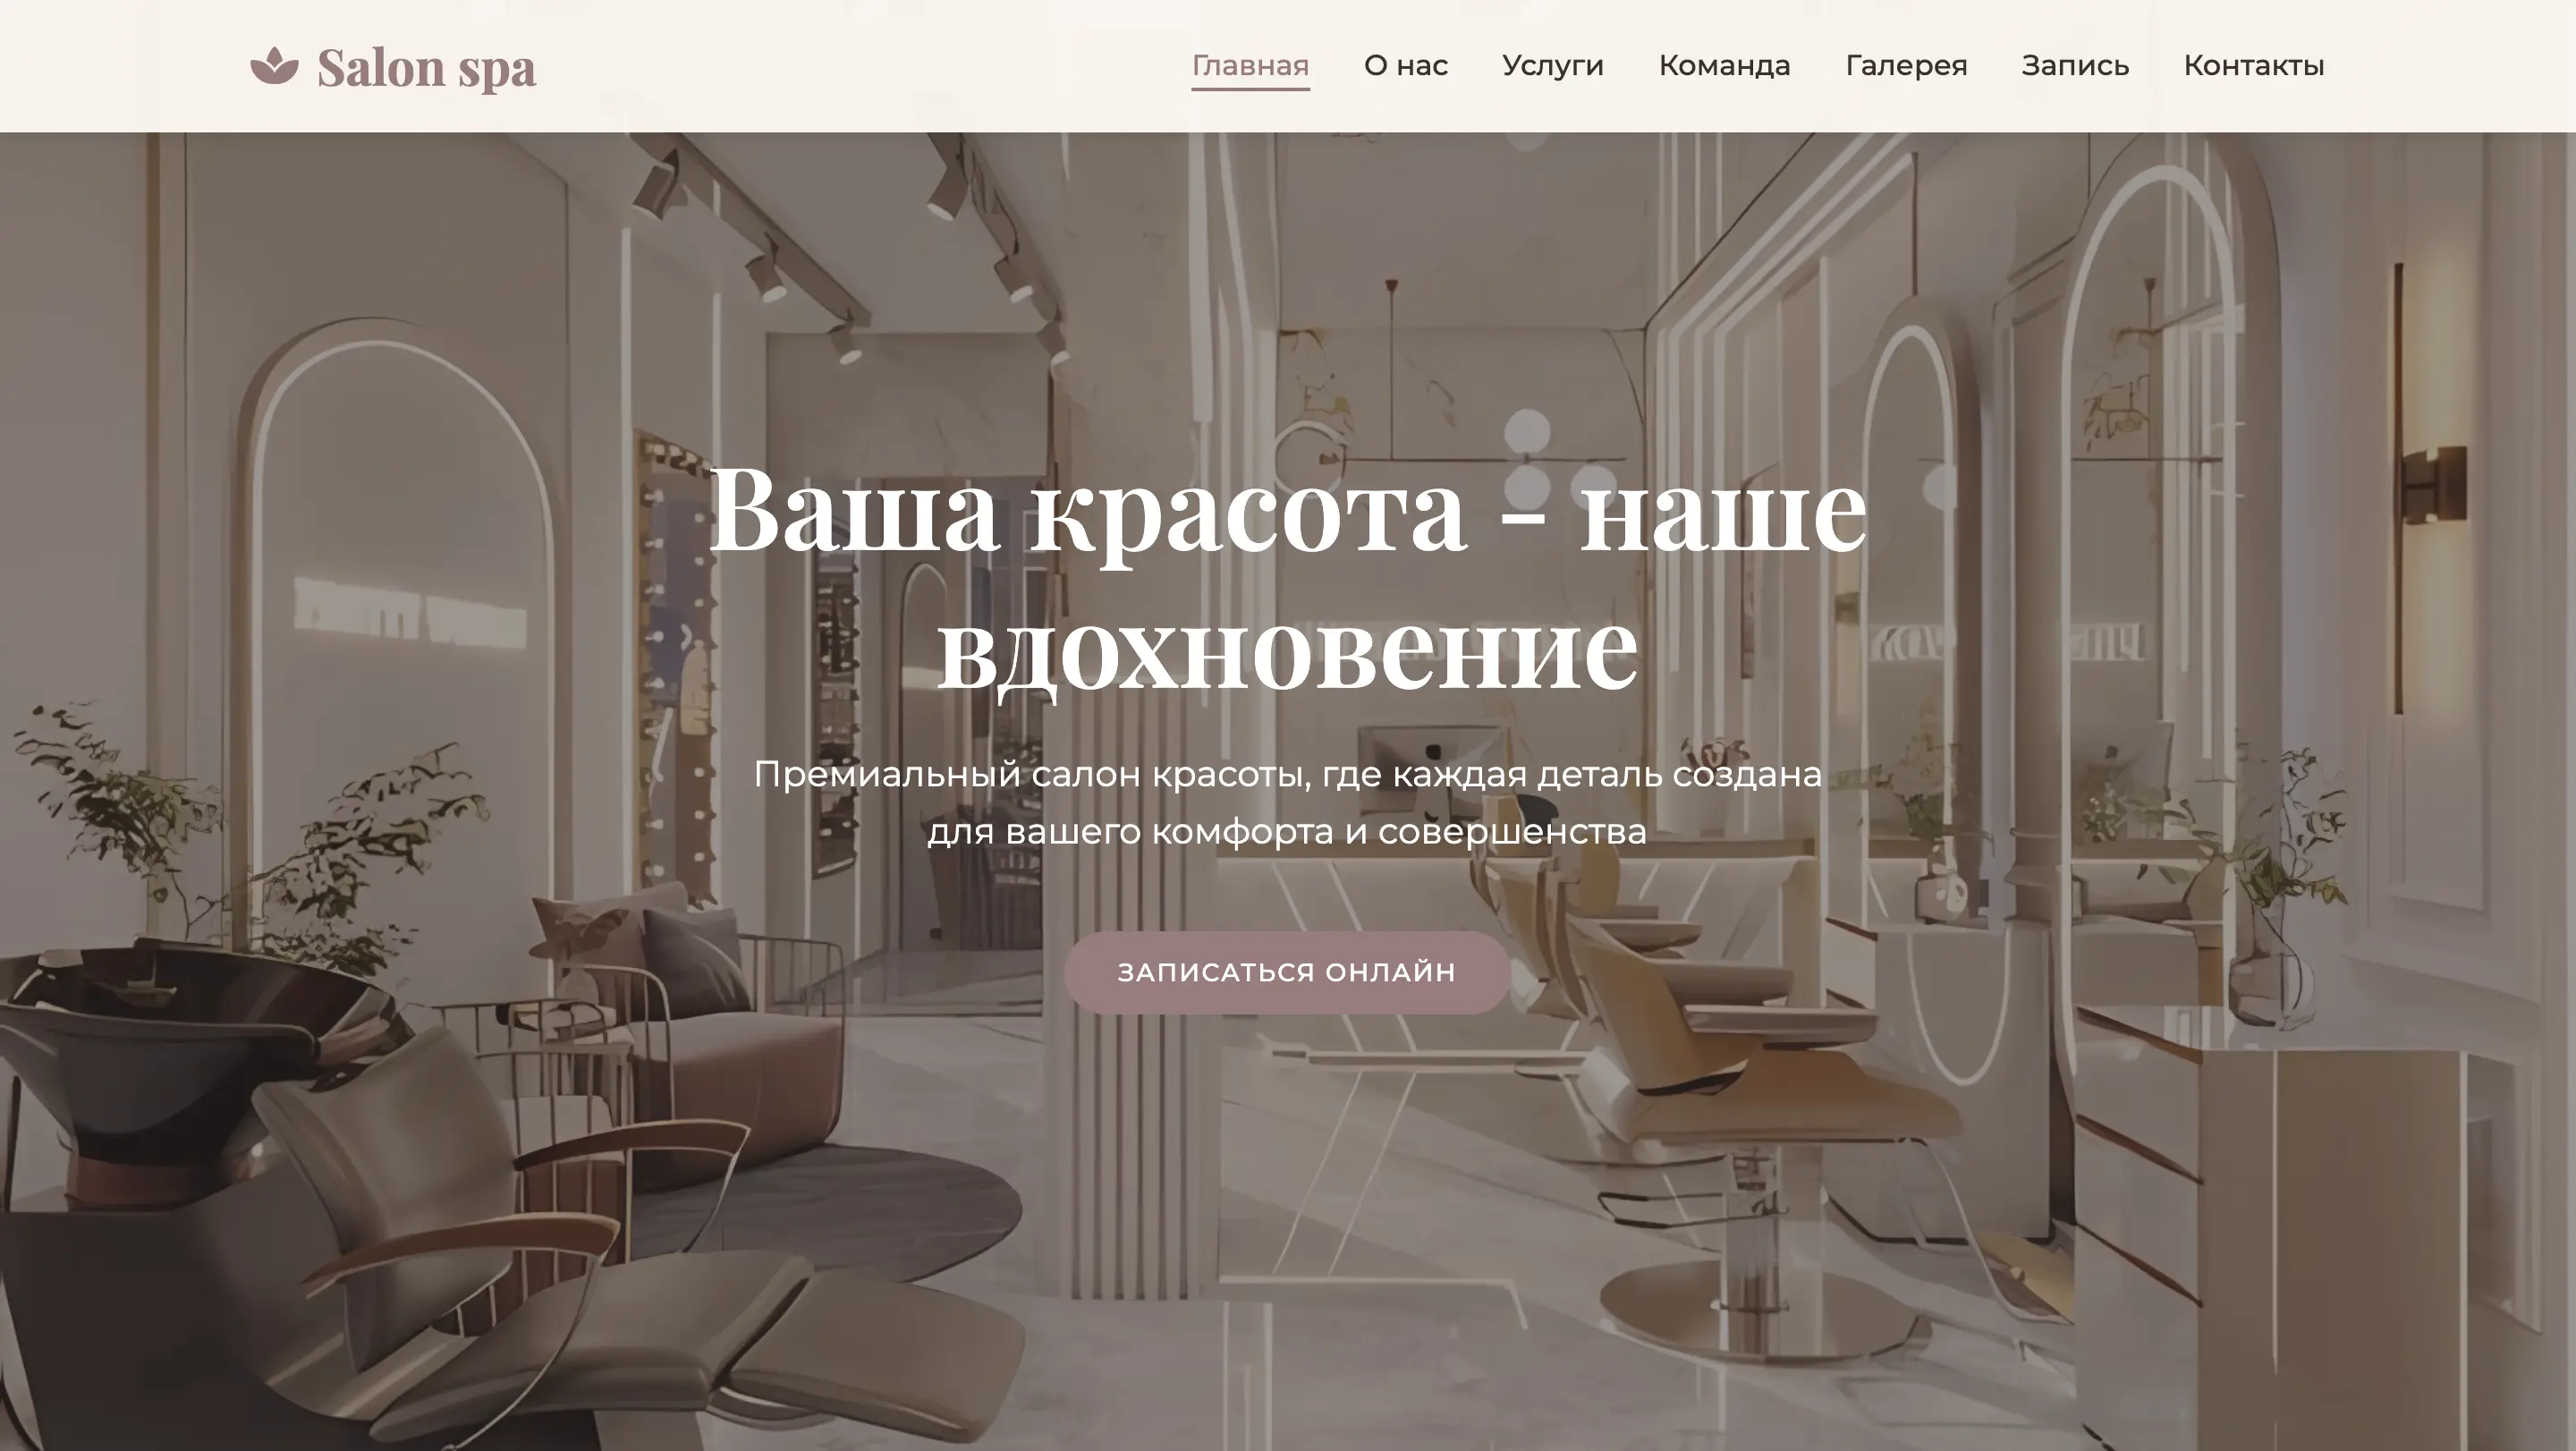 Salon spa
Главная О нас Услуги Команда Галерея Запись Контакты
Ваша красота - наше
вдохновение
Премиальный салон красоты, где каждая деталь создана
для вашего комфорта и совершенства
ЗАПИСАТЬСЯ ОНЛАЙН